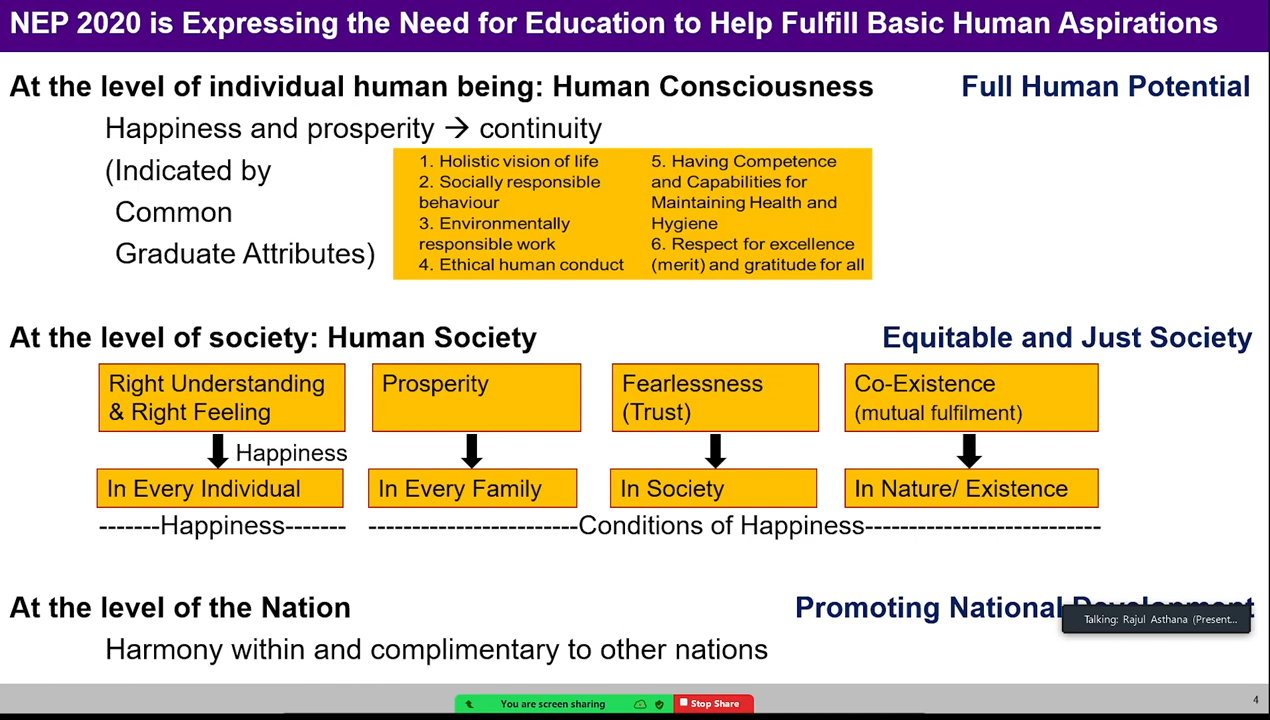 NEP 2020 is Expressing the Need for Education to Help Fulfill Basic Human Aspirations
At the level of individual human being: Human Consciousness
Full Human Potential
Happiness and prosperity → continuity
(Indicated by
Common
Graduate Attributes)
1. Holistic vision of life
2. Socially responsible
behaviour
3. Environmentally
responsible work
4. Ethical human conduct
5. Having Competence
and Capabilities for
Maintaining Health and
Hygiene
6. Respect for excellence
(merit) and gratitude for all
At the level of society: Human Society
Equitable and Just Society
Right Understanding
& Right Feeling
Prosperity
Fearlessness
(Trust)
Co-Existence
(mutual fulfilment)
Happiness
In Every Individual
In Every Family
In Society
In Nature/ Existence
-------Happiness-------
------------------------Conditions of Happiness---------------------------
At the level of the Nation
Promoting National Development
Talking: Rajul Asthana (Present...
Harmony within and complimentary to other nations
You are screen sharing
Stop Share
4